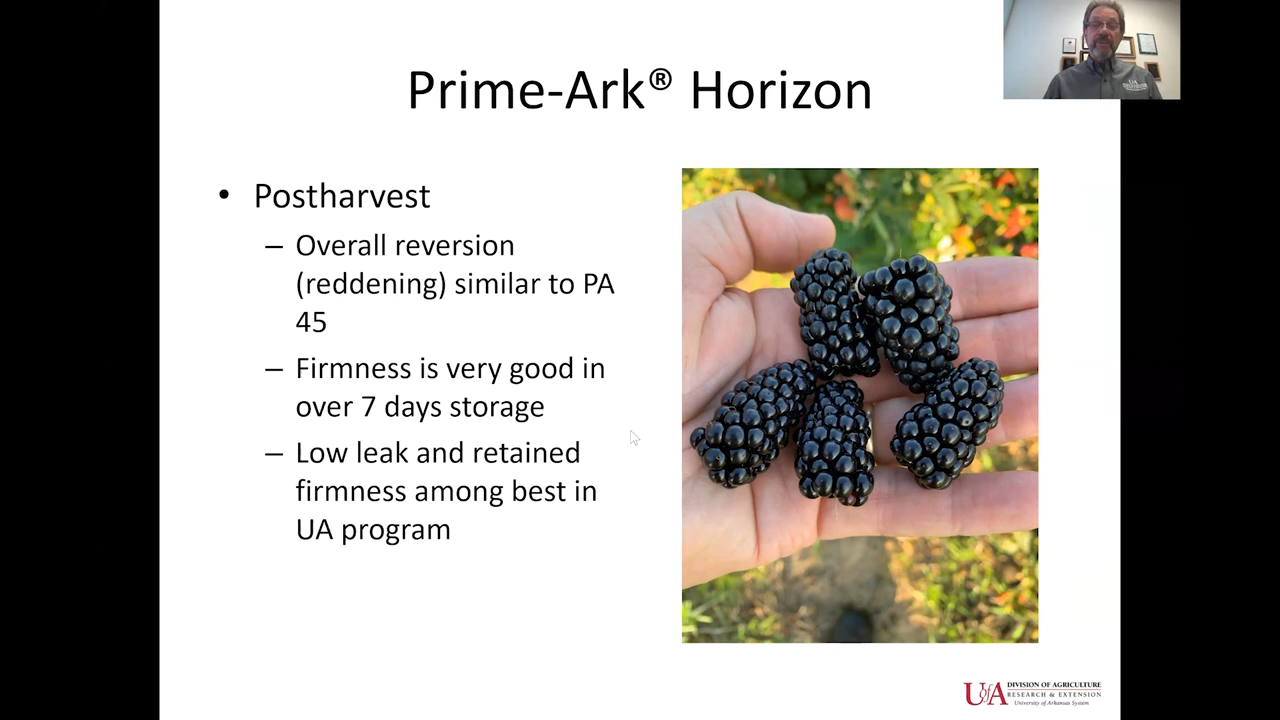 Prime-Ark® Horizon
• Postharvest
– Overall reversion
(reddening) similar to PA
45
– Firmness is very good in
over 7 days storage
– Low leak and retained
firmness among best in
UA program
UofA
DIVISION OF AGRICULTURE
RESEARCH & EXTENSION
University of Arkansas System